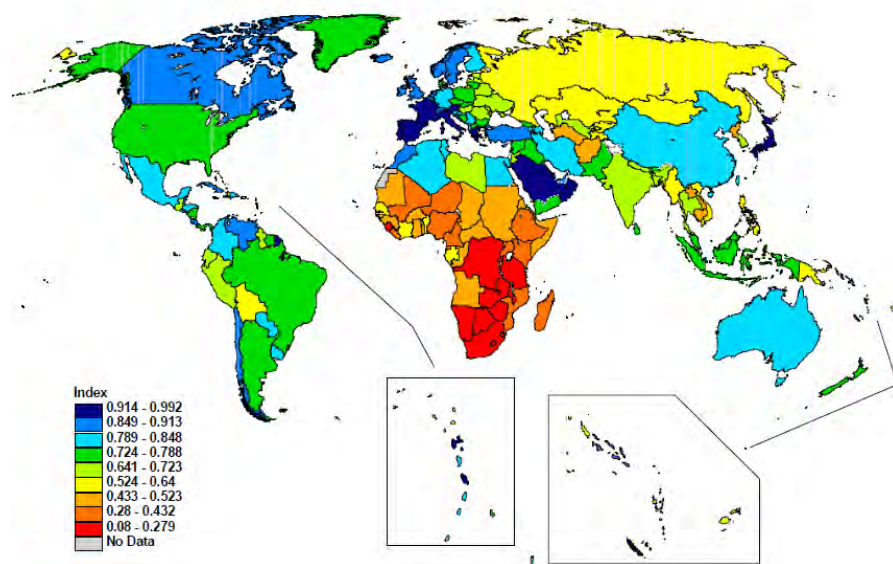 Index
0.914 - 0.992
0.849 - 0.913
0.789 - 0.848
0.724 - 0.788
0.641 - 0.723
0.524 - 0.64
0.433 - 0.523
0.28 - 0.432
0.08 - 0.279
No Data